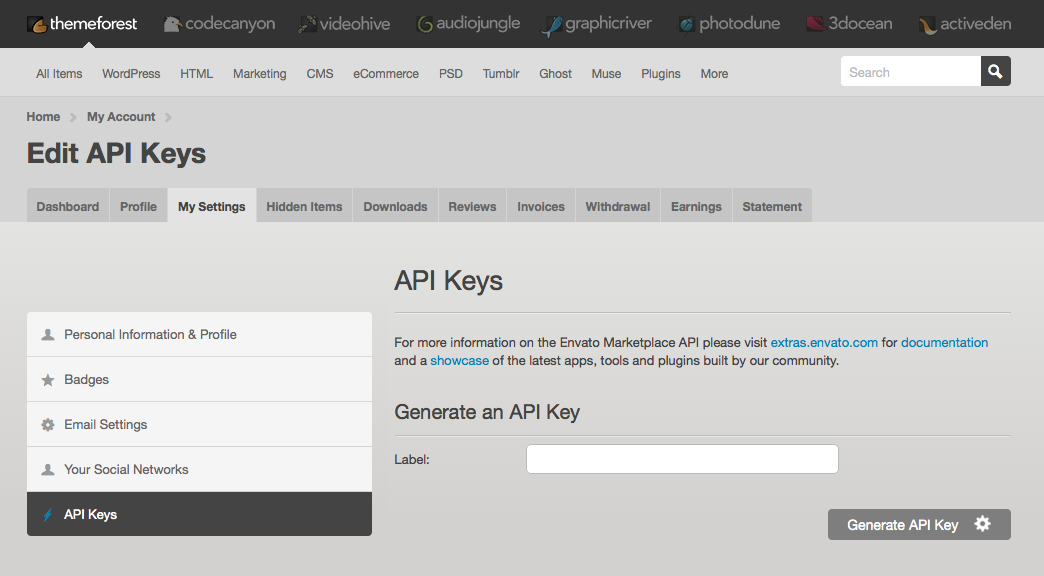 themeforest codecanyon videohive audiojungle graphicriver photodune 3docean activeden
All Items WordPress HTML Marketing CMS eCommerce PSD Tumblr Ghost Muse Plugins More Search
Home My Account
Edit API Keys
Dashboard Profile My Settings Hidden Items Downloads Reviews Invoices Withdrawal Earnings Statement
API Keys
Personal Information & Profile
Badges
Email Settings
Your Social Networks
API Keys
For more information on the Envato Marketplace API please visit extras.envato.com for documentation
and a showcase of the latest apps, tools and plugins built by our community.
Generate an API Key
Label:
Generate API Key